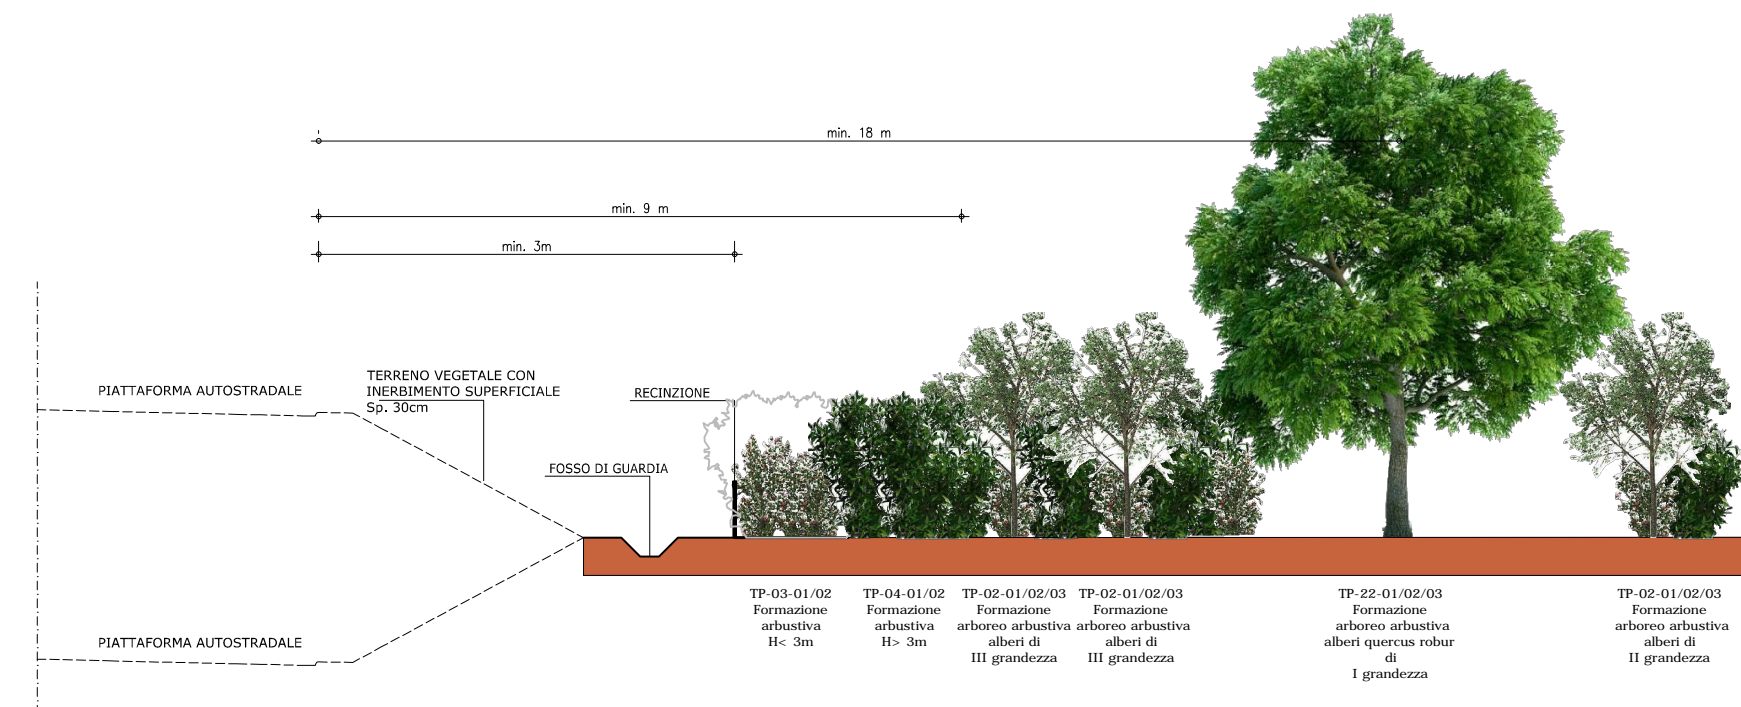 min. 18 m
min. 9 m
min. 3m
PIATTAFORMA AUTOSTRADALE
TERRENO VEGETALE CON
INERBIMENTO SUPERFICIALE
Sp. 30cm
RECINZIONE
FOSSO DI GUARDIA
PIATTAFORMA AUTOSTRADALE
TP-03-01/02
Formazione
arbustiva
H< 3m
TP-04-01/02
Formazione
arbustiva
H> 3m
TP-02-01/02/03
Formazione
arboreo arbustiva
alberi di
III grandezza
TP-02-01/02/03
Formazione
arboreo arbustiva
alberi di
III grandezza
TP-22-01/02/03
Formazione
arboreo arbustiva
alberi quercus robur
di
I grandezza
TP-02-01/02/03
Formazione
arboreo arbustiva
alberi di
II grandezza